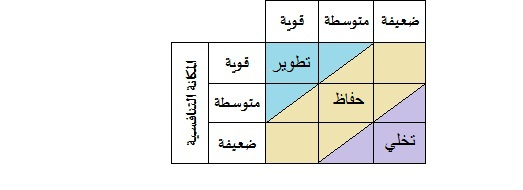 ضعيفة متوسطة قوية
المكانة التنافسية
قوية تطوير
متوسطة حفاظ
ضعيفة تخلي